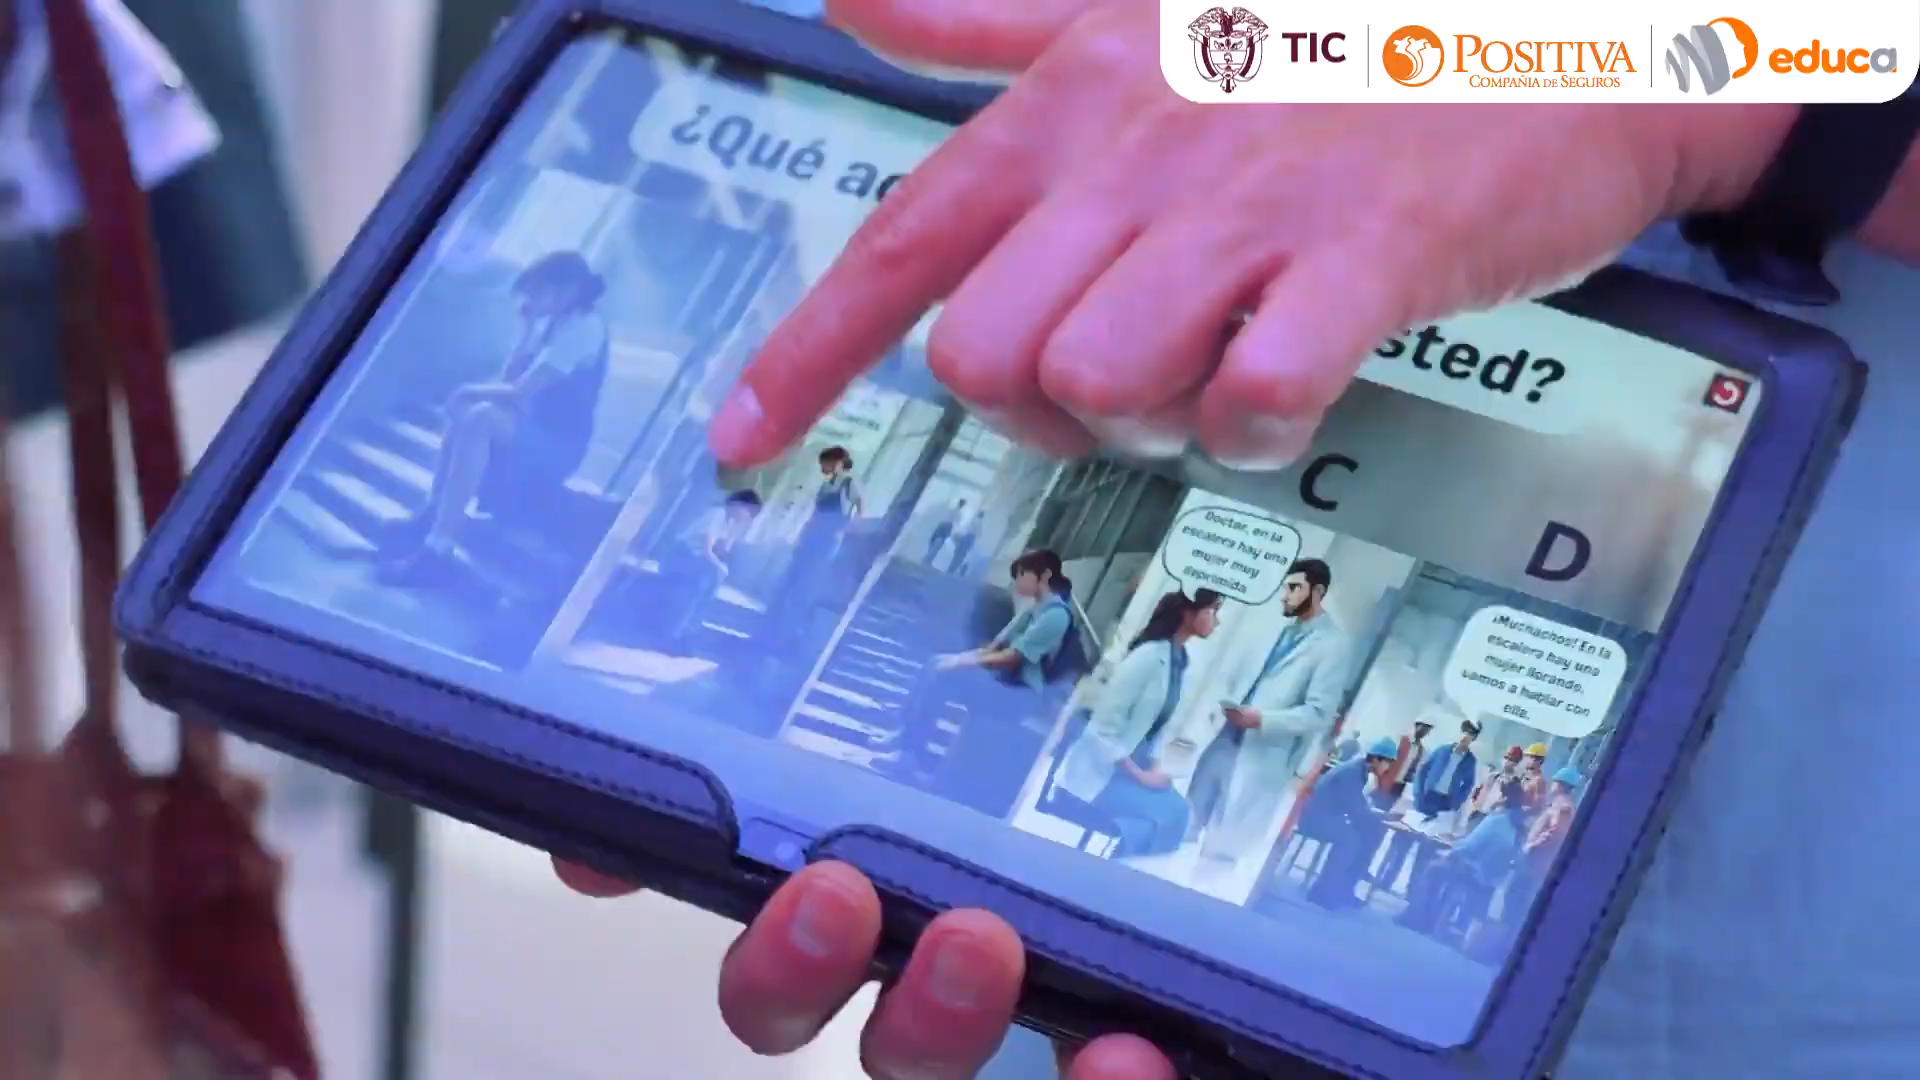 TIC
POSITIVA
COMPAÑIA DE SEGUROS
educa
¿Qué
sted?
C
D
Doctor, en la
escalera hay una
mujer muy
deprimida
¡Muchachos! En la
escalera hay una
mujer llorando,
vamos a hablar con
ella.